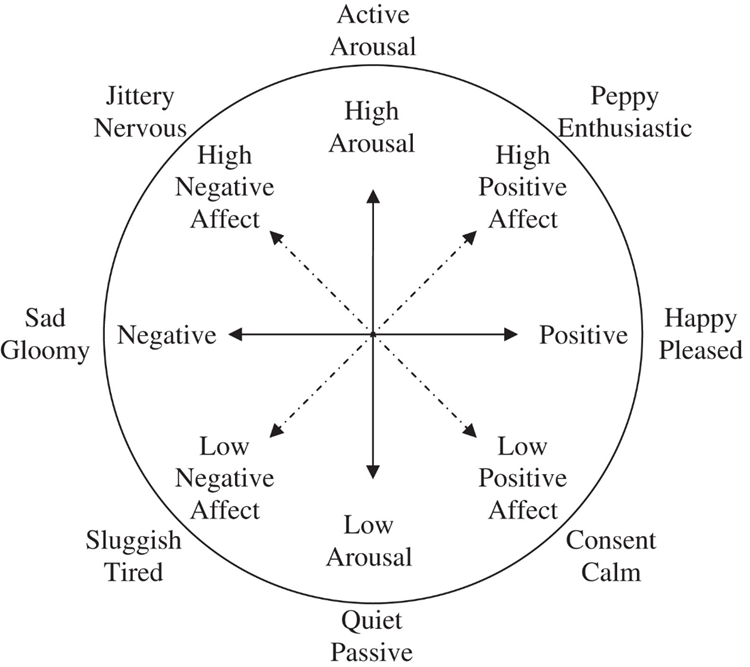 Active
Arousal
Jittery
Nervous
Peppy
Enthusiastic
High
Arousal
High
Negative
Affect
High
Positive
Affect
Sad
Gloomy
Negative
Positive
Happy
Pleased
Low
Negative
Affect
Low
Positive
Affect
Low
Arousal
Sluggish
Tired
Consent
Calm
Quiet
Passive